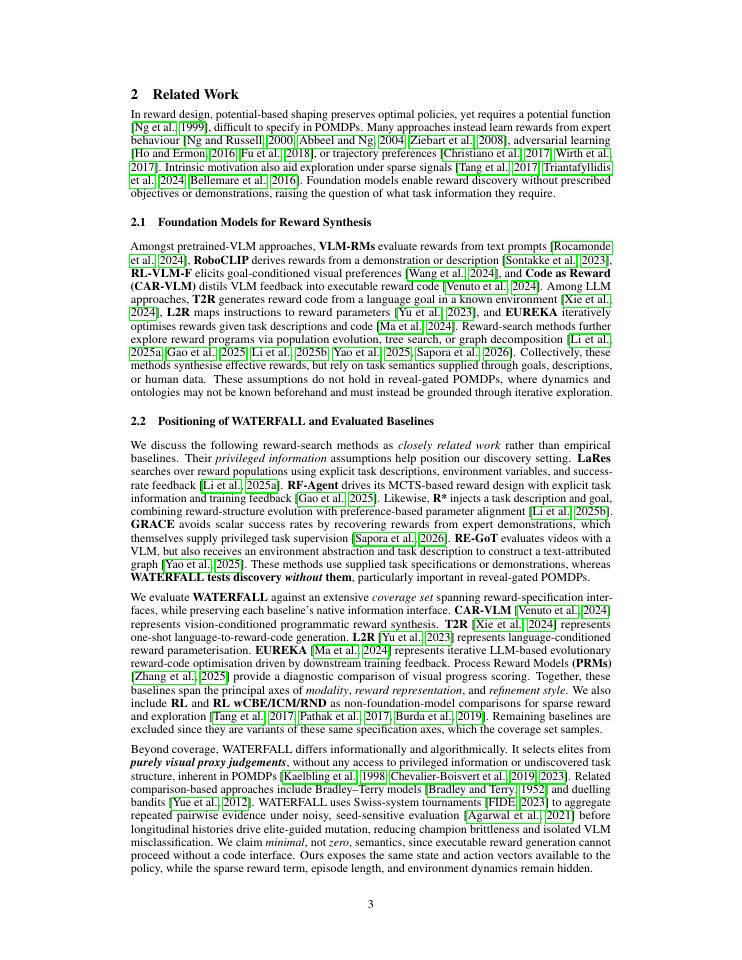 2 Related Work
In reward design, potential-based shaping preserves optimal policies, yet requires a potential function
[Ng et al., 1999], difficult to specify in POMDPs. Many approaches instead learn rewards from expert
behaviour [Ng and Russell, 2000, Abbeel and Ng, 2004, Ziebart et al., 2008], adversarial learning
[Ho and Ermon, 2016, Fu et al., 2018], or trajectory preferences [Christiano et al., 2017, Wirth et al.,
2017]. Intrinsic motivation also aid exploration under sparse signals [Tang et al., 2017, Triantafyllidis
et al., 2024, Bellemare et al., 2016]. Foundation models enable reward discovery without prescribed
objectives or demonstrations, raising the question of what task information they require.
2.1 Foundation Models for Reward Synthesis
Amongst pretrained-VLM approaches, VLM-RMs evaluate rewards from text prompts [Rocamonde
et al., 2024], RoboCLIP derives rewards from a demonstration or description [Sontakke et al., 2023],
RL-VLM-F elicits goal-conditioned visual preferences [Wang et al., 2024], and Code as Reward
(CAR-VLM) distils VLM feedback into executable reward code [Venuto et al., 2024]. Among LLM
approaches, T2R generates reward code from a language goal in a known environment [Xie et al.,
2024], L2R maps instructions to reward parameters [Yu et al., 2023], and EUREKA iteratively
optimises rewards given task descriptions and code [Ma et al., 2024]. Reward-search methods further
explore reward programs via population evolution, tree search, or graph decomposition [Li et al.,
2025a, Gao et al., 2025, Li et al., 2025b, Yao et al., 2025, Sapora et al., 2026]. Collectively, these
methods synthesise effective rewards, but rely on task semantics supplied through goals, descriptions,
or human data. These assumptions do not hold in reveal-gated POMDPs, where dynamics and
ontologies may not be known beforehand and must instead be grounded through iterative exploration.
2.2 Positioning of WATERFALL and Evaluated Baselines
We discuss the following reward-search methods as closely related work rather than empirical
baselines. Their privileged information assumptions help position our discovery setting. LaRes
searches over reward populations using explicit task descriptions, environment variables, and success-
rate feedback [Li et al., 2025a]. RF-Agent drives its MCTS-based reward design with explicit task
information and training feedback [Gao et al., 2025]. Likewise, R* injects a task description and goal,
combining reward-structure evolution with preference-based parameter alignment [Li et al., 2025b].
GRACE avoids scalar success rates by recovering rewards from expert demonstrations, which
themselves supply privileged task supervision [Sapora et al., 2026]. RE-GoT evaluates videos with a
VLM, but also receives an environment abstraction and task description to construct a text-attributed
graph [Yao et al., 2025]. These methods use supplied task specifications or demonstrations, whereas
WATERFALL tests discovery without them, particularly important in reveal-gated POMDPs.
We evaluate WATERFALL against an extensive coverage set spanning reward-specification inter-
faces, while preserving each baseline's native information interface. CAR-VLM [Venuto et al., 2024]
represents vision-conditioned programmatic reward synthesis. T2R [Xie et al., 2024] represents
one-shot language-to-reward-code generation. L2R [Yu et al., 2023] represents language-conditioned
reward parameterisation. EUREKA [Ma et al., 2024] represents iterative LLM-based evolutionary
reward-code optimisation driven by downstream training feedback. Process Reward Models (PRMs)
[Zhang et al., 2025] provide a diagnostic comparison of visual progress scoring. Together, these
baselines span the principal axes of modality, reward representation, and refinement style. We also
include RL and RL wCBE/ICM/RND as non-foundation-model comparisons for sparse reward
and exploration [Tang et al., 2017, Pathak et al., 2017, Burda et al., 2019]. Remaining baselines are
excluded since they are variants of these same specification axes, which the coverage set samples.
Beyond coverage, WATERFALL differs informationally and algorithmically. It selects elites from
purely visual proxy judgements, without any access to privileged information or undiscovered task
structure, inherent in POMDPs [Kaelbling et al., 1998, Chevalier-Boisvert et al., 2019, 2023]. Related
comparison-based approaches include Bradley–Terry models [Bradley and Terry, 1952] and duelling
bandits [Yue et al., 2012]. WATERFALL uses Swiss-system tournaments [FIDE, 2023] to aggregate
repeated pairwise evidence under noisy, seed-sensitive evaluation [Agarwal et al., 2021] before
longitudinal histories drive elite-guided mutation, reducing champion brittleness and isolated VLM
misclassification. We claim minimal, not zero, semantics, since executable reward generation cannot
proceed without a code interface. Ours exposes the same state and action vectors available to the
policy, while the sparse reward term, episode length, and environment dynamics remain hidden.
3